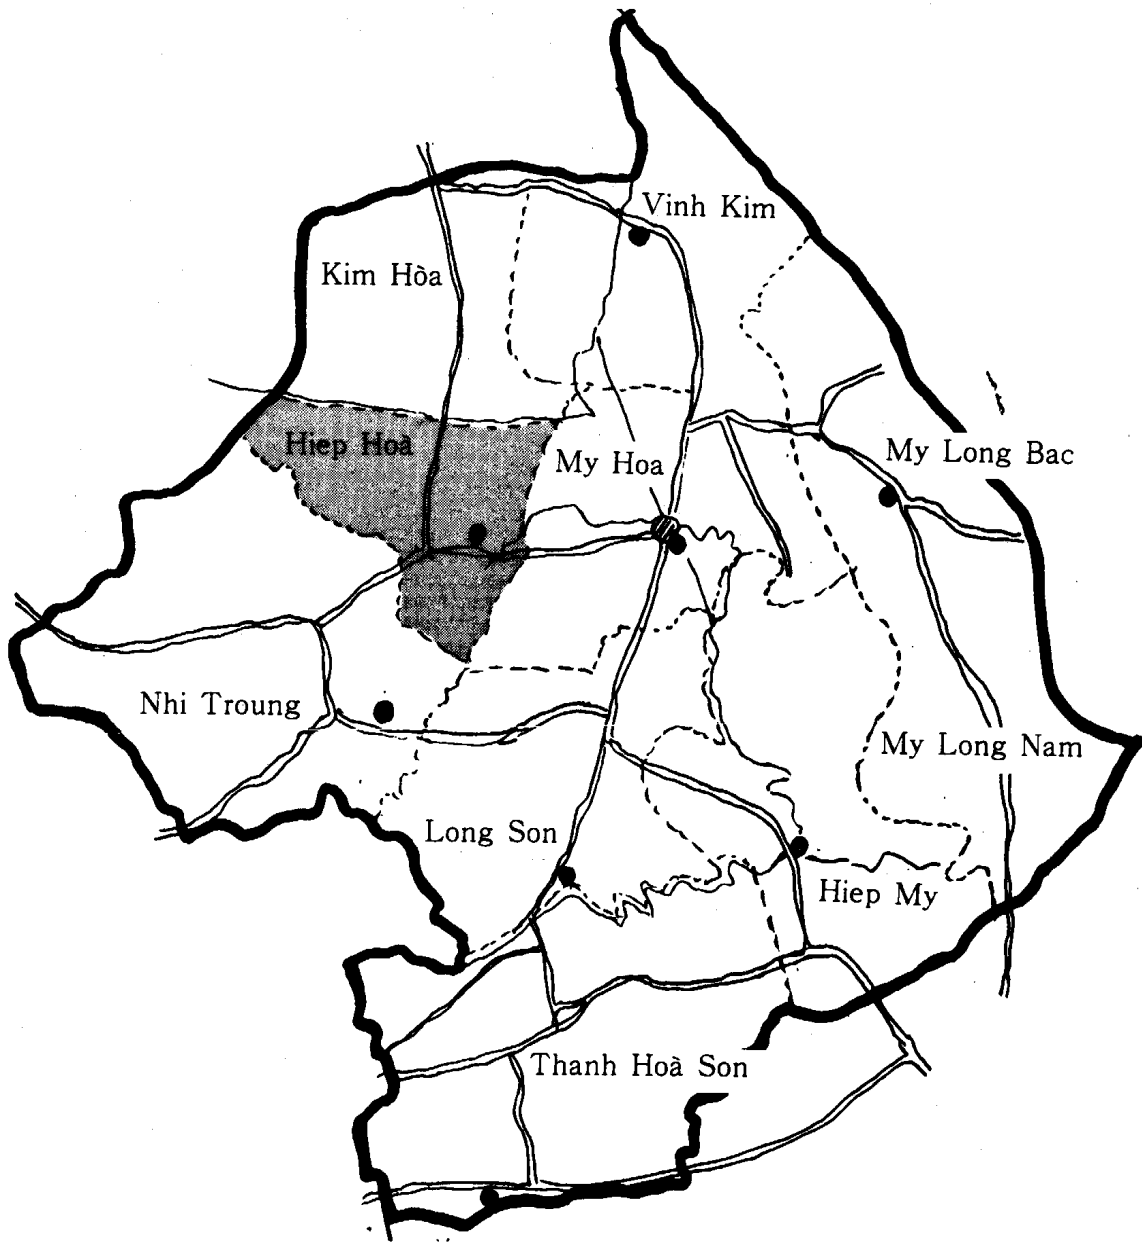 Vinh Kim
Kim Hòa
Hiep Hoà
My Hoa
My Long Bac
Nhi Troung
My Long Nam
Long Son
Hiep My
Thanh Hoà Son